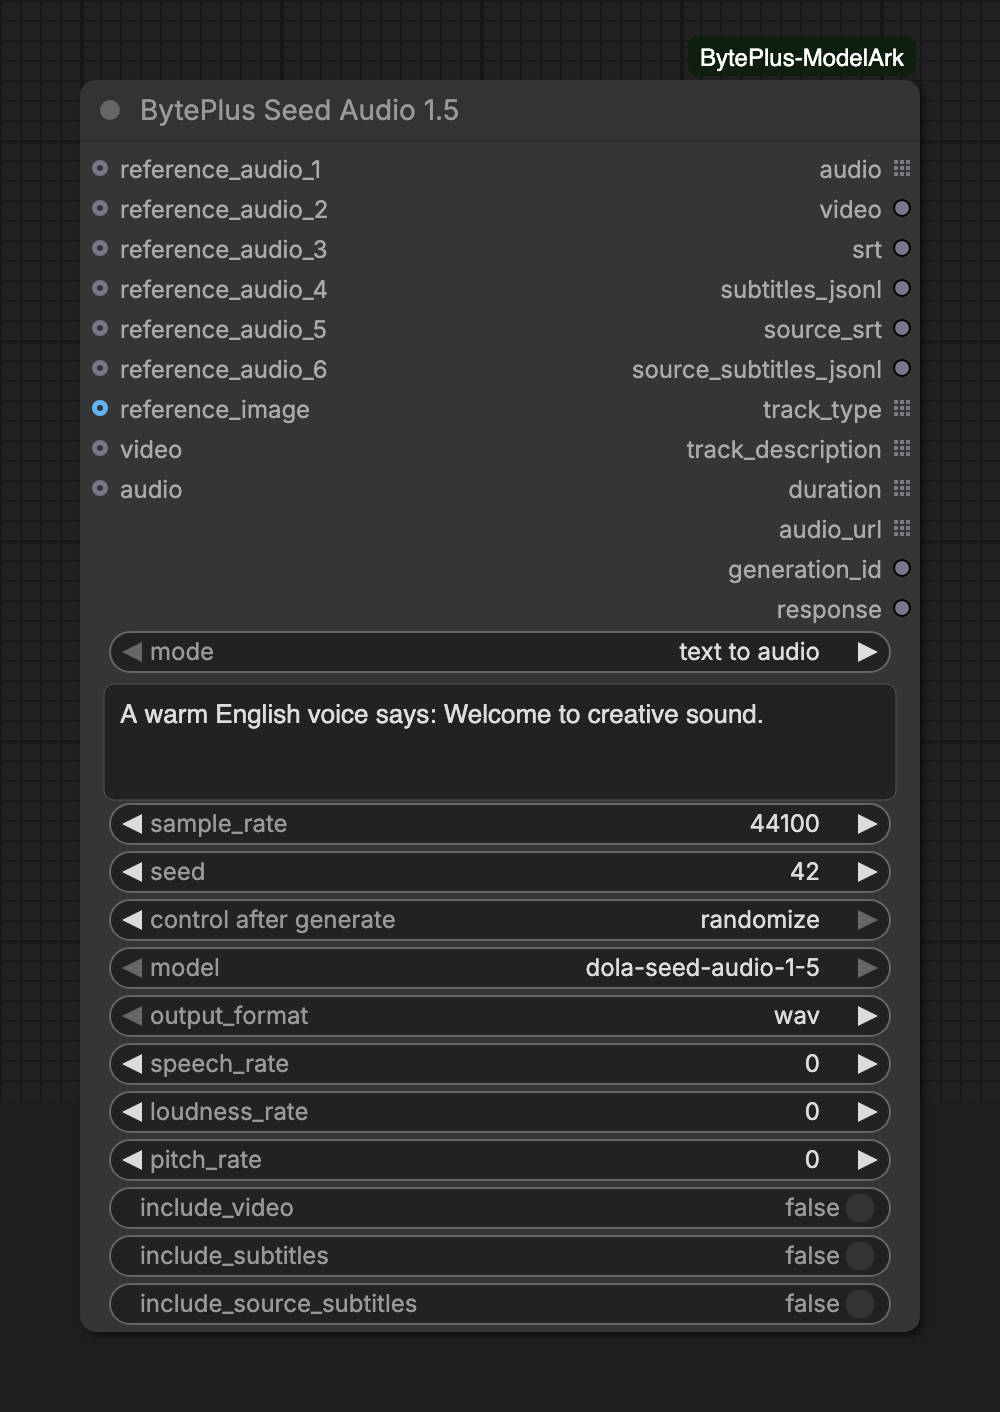 BytePlus-ModelArk
BytePlus Seed Audio 1.5
reference_audio_1 audio
reference_audio_2 video
reference_audio_3 srt
reference_audio_4 subtitles_jsonl
reference_audio_5 source_srt
reference_audio_6 source_subtitles_jsonl
reference_image track_type
video track_description
audio duration
audio_url
generation_id
response
mode text to audio
A warm English voice says: Welcome to creative sound.
sample_rate 44100
seed 42
control after generate randomize
model dola-seed-audio-1-5
output_format wav
speech_rate 0
loudness_rate 0
pitch_rate 0
include_video false
include_subtitles false
include_source_subtitles false